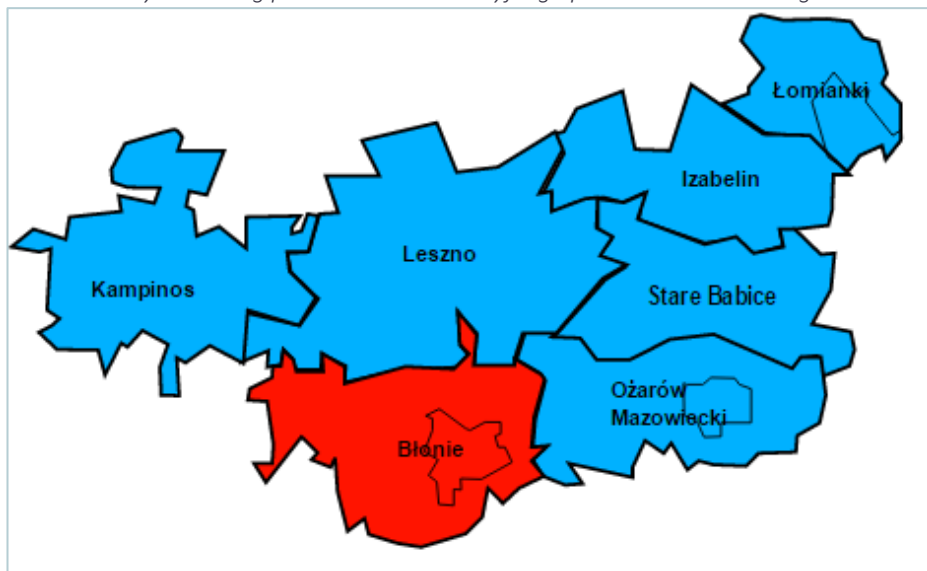 Łomianki
Izabelin
Leszno
Kampinos
Stare Babice
Ożarów
Mazowiecki
Błonie